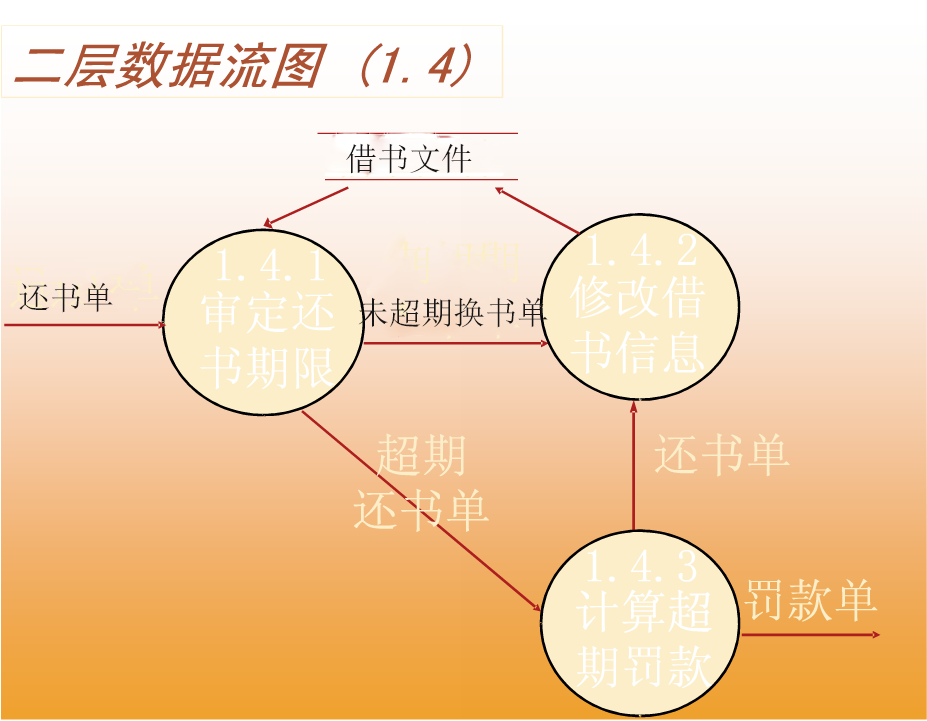 二层数据流图 (1.4)
借书文件
还书单
1.4.1
审定还
书期限
未超期换书单
1.4.2
修改借
书信息
超期
还书单
还书单
1.4.3
计算超
期罚款
罚款单